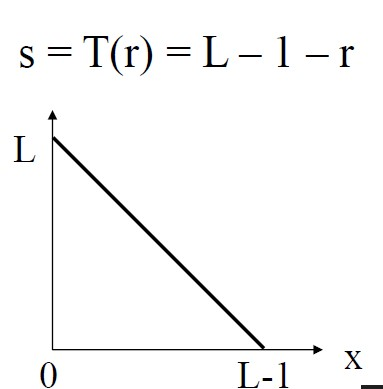 s = T(r) = L – 1 – r
L
x
0
L-1